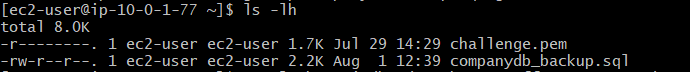 [ec2-user@ip-10-0-1-77 ~]$ ls -lh
total 8.0K
-r--------. 1 ec2-user ec2-user 1.7K Jul 29 14:29 challenge.pem
-rw-r--r--. 1 ec2-user ec2-user 2.2K Aug  1 12:39 companydb_backup.sql